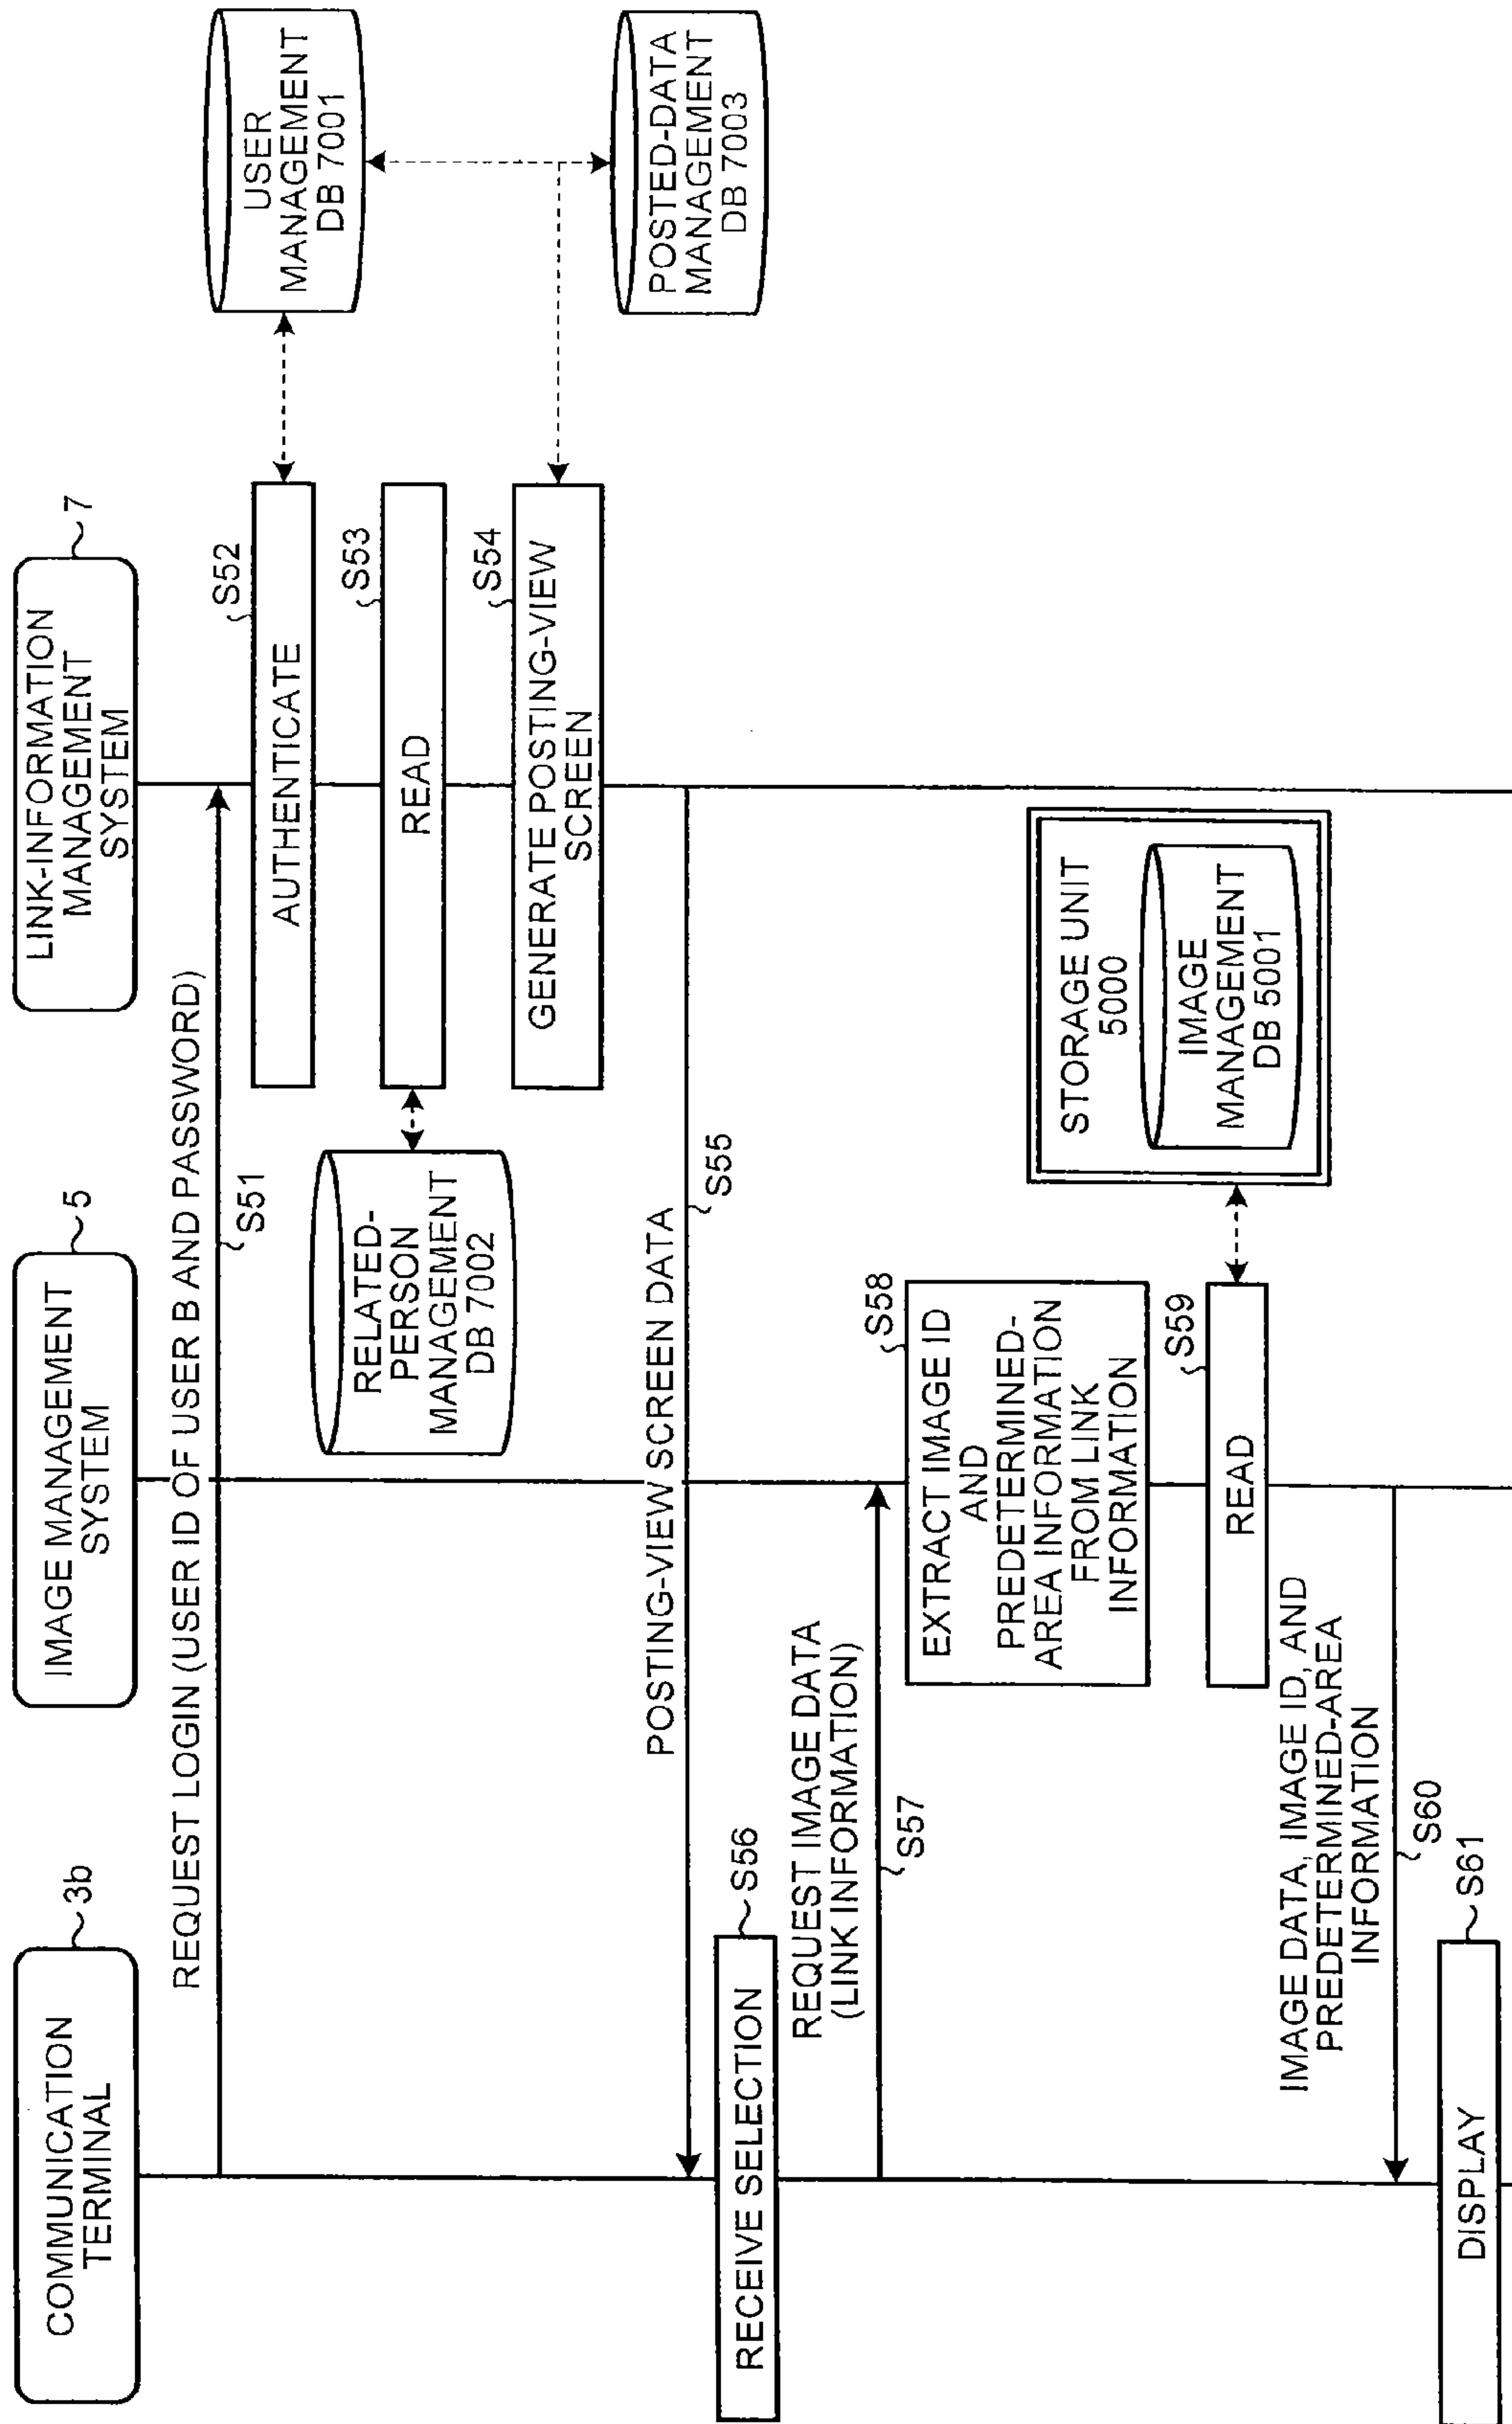 COMMUNICATION
TERMINAL
3b
IMAGE MANAGEMENT
SYSTEM
5
LINK-INFORMATION
MANAGEMENT
SYSTEM
7
REQUEST LOGIN (USER ID OF USER B AND PASSWORD)
S51
S52
AUTHENTICATE
USER
MANAGEMENT
DB 7001
RELATED-
PERSON
MANAGEMENT
DB 7002
S53
READ
S54
GENERATE POSTING-VIEW
SCREEN
POSTED-DATA
MANAGEMENT
DB 7003
POSTING-VIEW SCREEN DATA
S55
RECEIVE SELECTION
S56
REQUEST IMAGE DATA
(LINK INFORMATION)
S57
S58
EXTRACT IMAGE ID
AND
PREDETERMINED-
AREA INFORMATION
FROM LINK
INFORMATION
STORAGE UNIT
5000
IMAGE
MANAGEMENT
DB 5001
S59
READ
IMAGE DATA, IMAGE ID, AND
PREDETERMINED-AREA
INFORMATION
S60
DISPLAY
S61